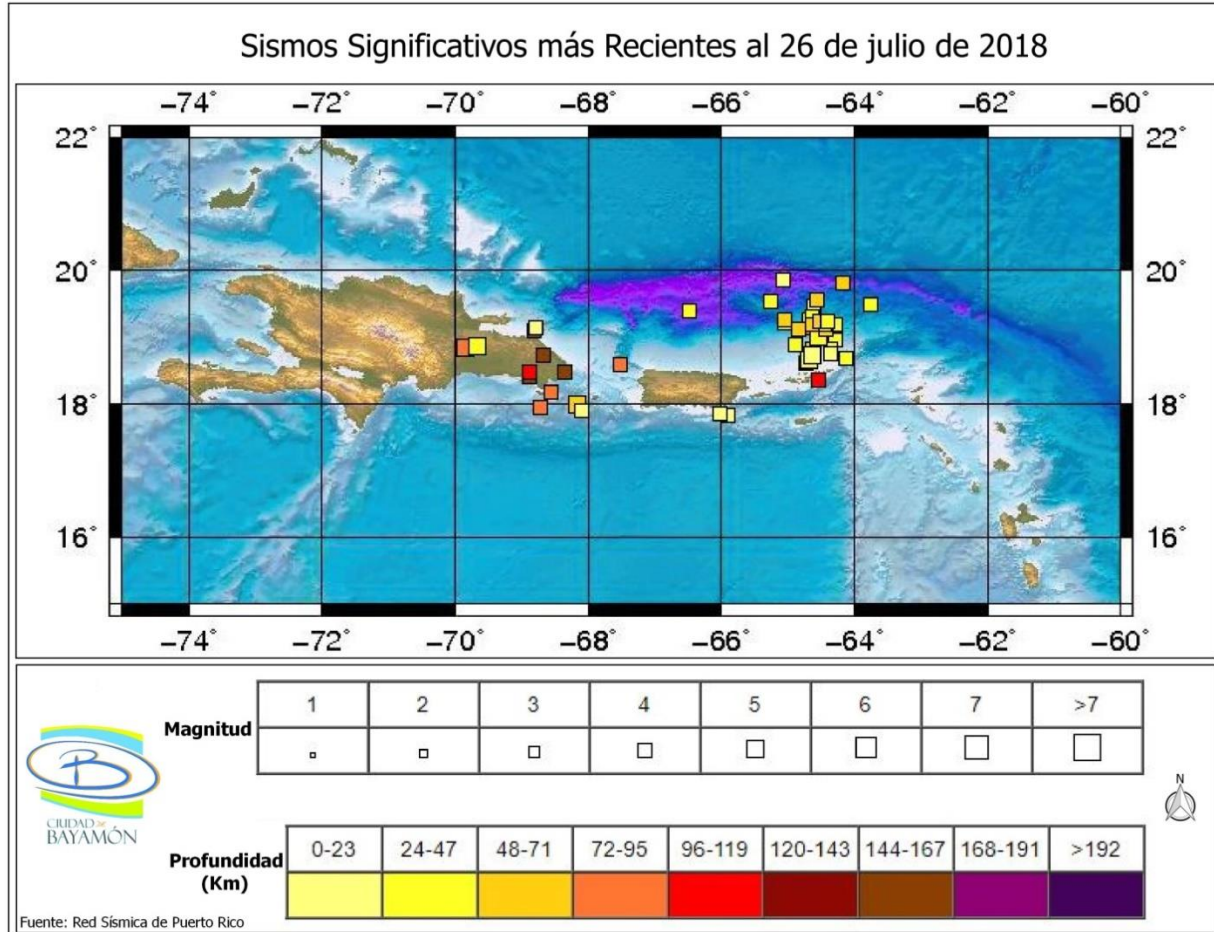 Sismos Significativos más Recientes al 26 de julio de 2018
−74° −72° −70° −68° −66° −64° −62° −60°
22° 22°
20° 20°
18° 18°
16° 16°
−74° −72° −70° −68° −66° −64° −62° −60°
Magnitud 1 2 3 4 5 6 7 >7
N
CIUDAD DE
BAYAMÓN
Profundidad 0-23 24-47 48-71 72-95 96-119 120-143 144-167 168-191 >192
(Km)
Fuente: Red Sísmica de Puerto Rico